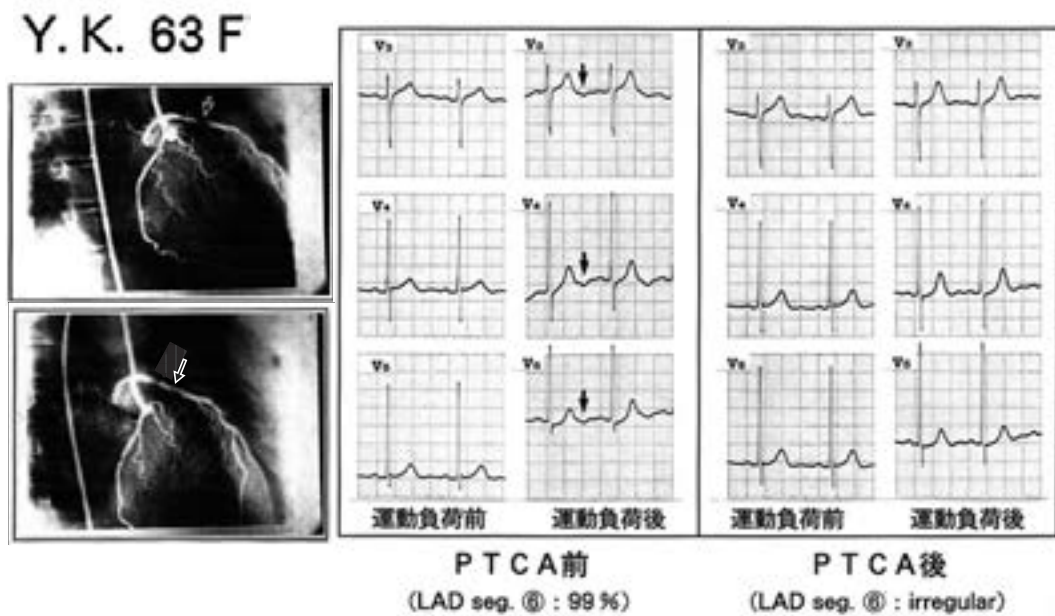 Y. K. 63 F
V₃ V₃ V₃ V₃
V₄ V₄ V₄ V₄
V₅ V₅ V₅ V₅
運動負荷前 運動負荷後 運動負荷前 運動負荷後
PTCA前 PTCA後
(LAD seg. ⑥ : 99 %) (LAD seg. ⑥ : irregular)